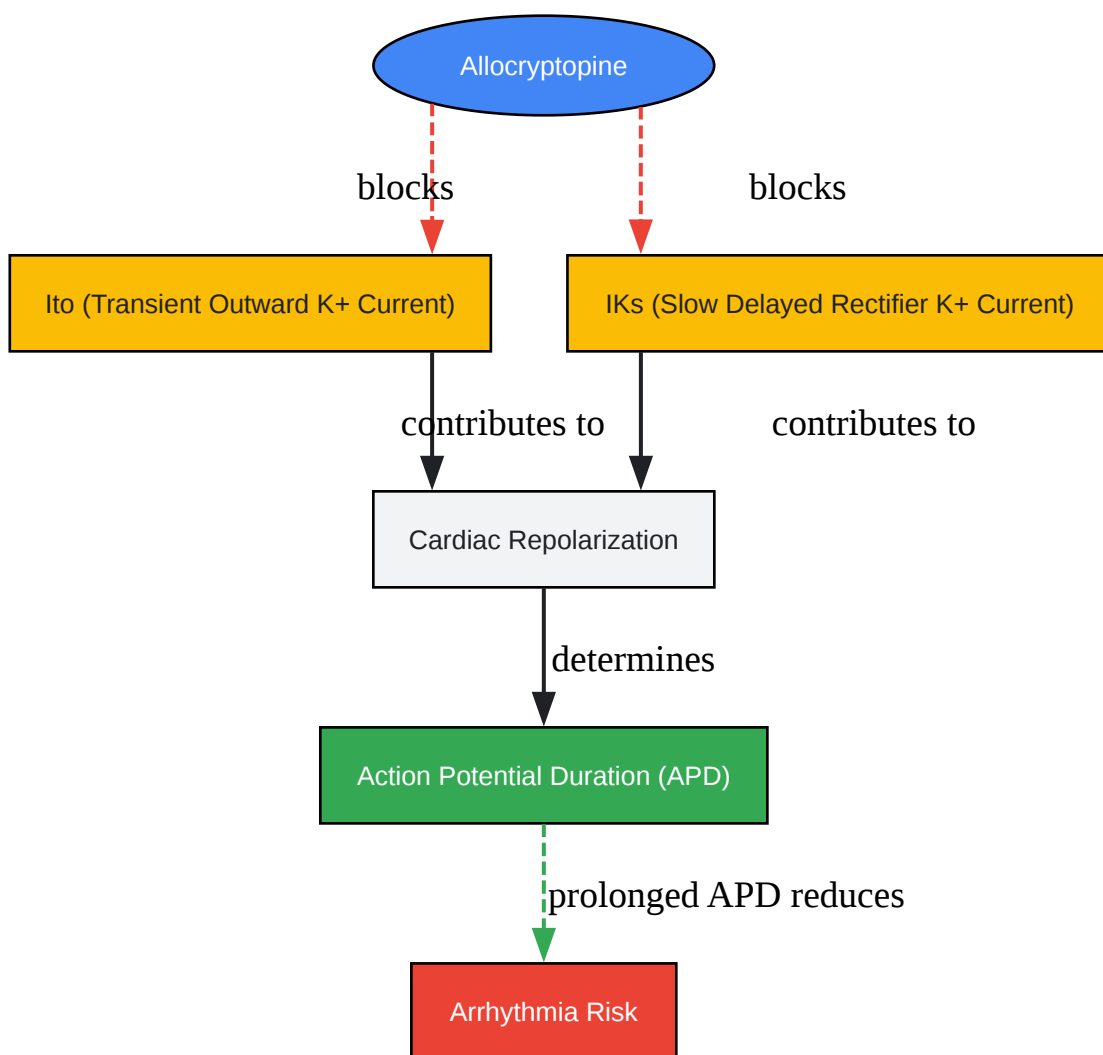 Allocryptopine
blocks
blocks
Ito (Transient Outward K+ Current)
IKs (Slow Delayed Rectifier K+ Current)
contributes to
contributes to
Cardiac Repolarization
determines
Action Potential Duration (APD)
prolonged APD reduces
Arrhythmia Risk